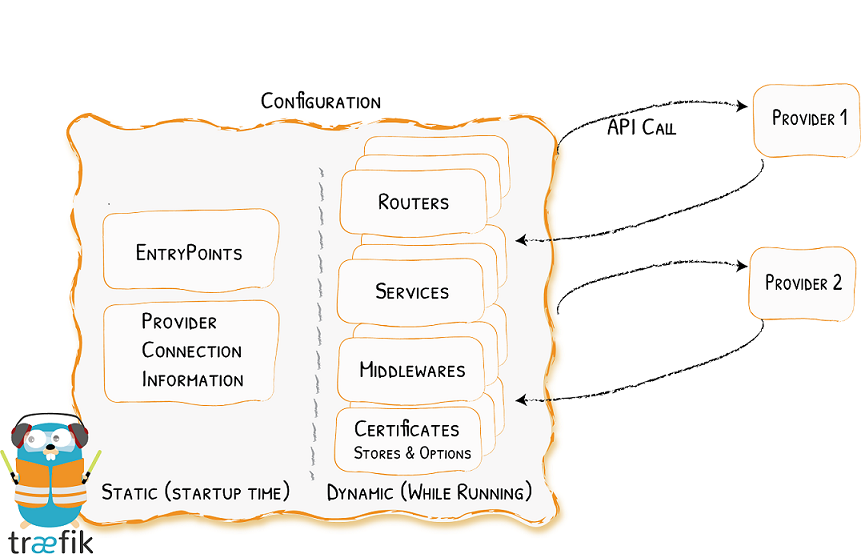 Configuration
API Call
Provider 1
Routers
EntryPoints
Services
Provider 2
Provider
Connection
Information
Middlewares
Certificates
Stores & Options
Static (startup time)
Dynamic (While Running)
træfik